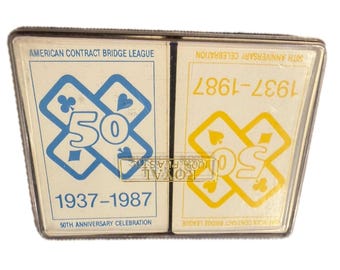 AMERICAN CONTRACT BRIDGE LEAGUE
50
1937-1987
50TH ANNIVERSARY CELEBRATION
AMERICAN CONTRACT BRIDGE LEAGUE
50
1937-1987
50TH ANNIVERSARY CELEBRATION
ROYAL